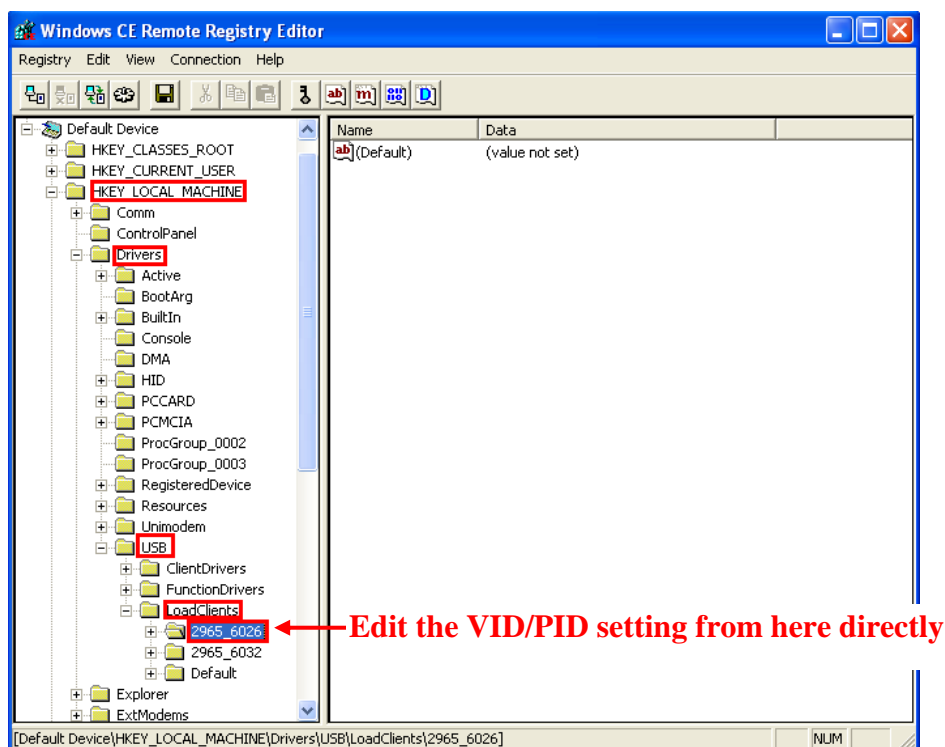 Windows CE Remote Registry Editor
Registry Edit View Connection Help
Default Device
HKEY_CLASSES_ROOT
HKEY_CURRENT_USER
HKEY_LOCAL_MACHINE
Comm
ControlPanel
Drivers
Active
BootArg
BuiltIn
Console
DMA
HID
PCCARD
PCMCIA
ProcGroup_0002
ProcGroup_0003
RegisteredDevice
Resources
Unimodem
USB
ClientDrivers
FunctionDrivers
LoadClients
2965_6026
2965_6032
Default
Explorer
ExtModems
Name Data
ab (Default) (value not set)
Edit the VID/PID setting from here directly
[Default Device\HKEY_LOCAL_MACHINE\Drivers\USB\LoadClients\2965_6026] NUM